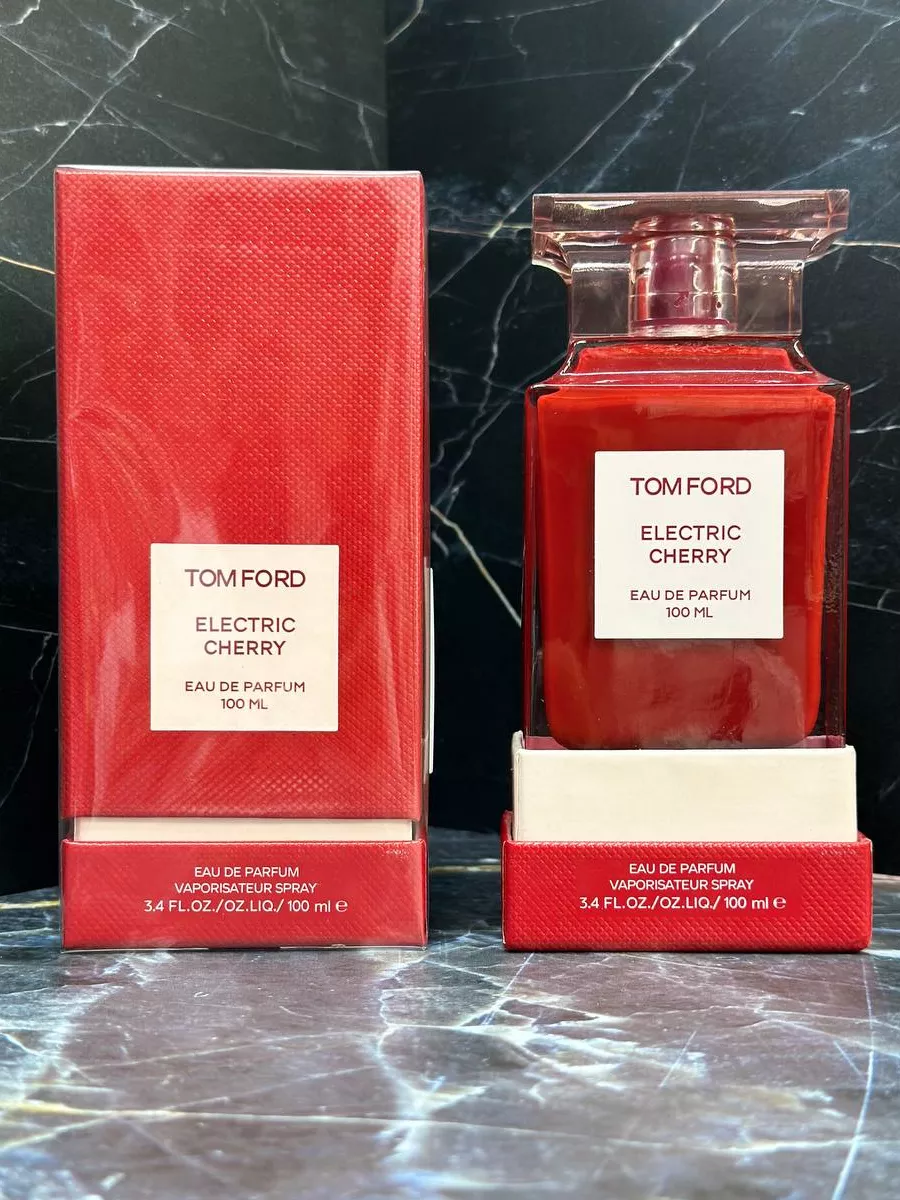 TOM FORD
ELECTRIC
CHERRY
EAU DE PARFUM
100 ML
EAU DE PARFUM
VAPORISATEUR SPRAY
3.4 FL.OZ./OZ.LIQ./ 100 ml ℮
TOM FORD
ELECTRIC
CHERRY
EAU DE PARFUM
100 ML
EAU DE PARFUM
VAPORISATEUR SPRAY
3.4 FL.OZ./OZ.LIQ./ 100 ml ℮